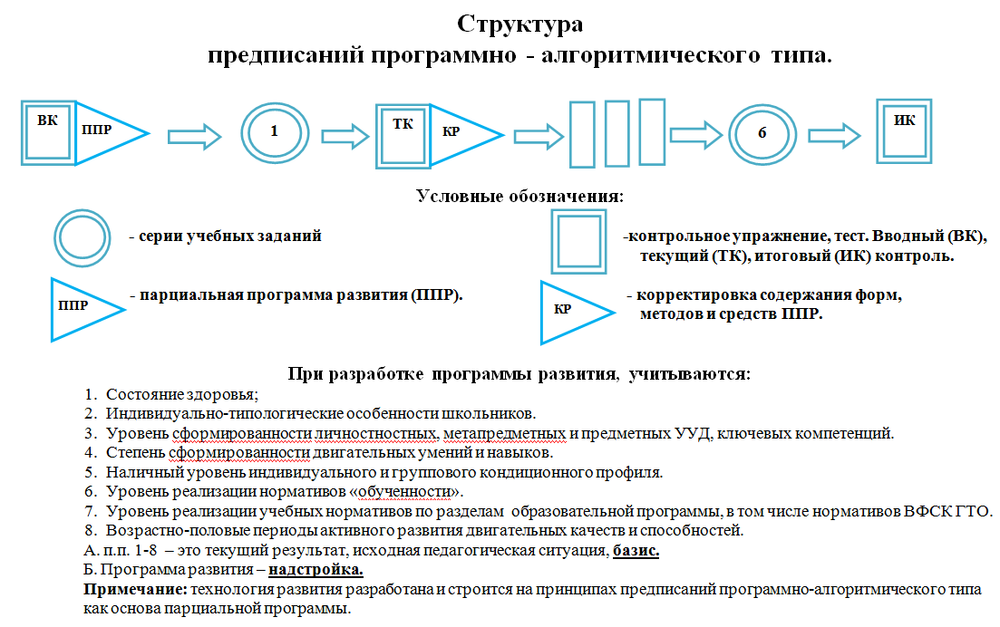 Структура
предписаний программно - алгоритмического типа.
ВК ППР 1 ТК КР 6 ИК
Условные обозначения:
- серии учебных заданий
-контрольное упражнение, тест. Вводный (ВК),
текущий (ТК), итоговый (ИК) контроль.
ППР - парциальная программа развития (ППР).
КР - корректировка содержания форм,
методов и средств ППР.
При разработке программы развития, учитываются:
1. Состояние здоровья;
2. Индивидуально-типологические особенности школьников.
3. Уровень сформированности личностностных, метапредметных и предметных УУД, ключевых компетенций.
4. Степень сформированности двигательных умений и навыков.
5. Наличный уровень индивидуального и группового кондиционного профиля.
6. Уровень реализации нормативов «обученности».
7. Уровень реализации учебных нормативов по разделам образовательной программы, в том числе нормативов ВФСК ГТО.
8. Возрастно-половые периоды активного развития двигательных качеств и способностей.
А. п.п. 1-8 – это текущий результат, исходная педагогическая ситуация, базис.
Б. Программа развития – надстройка.
Примечание: технология развития разработана и строится на принципах предписаний программно-алгоритмического типа
как основа парциальной программы.